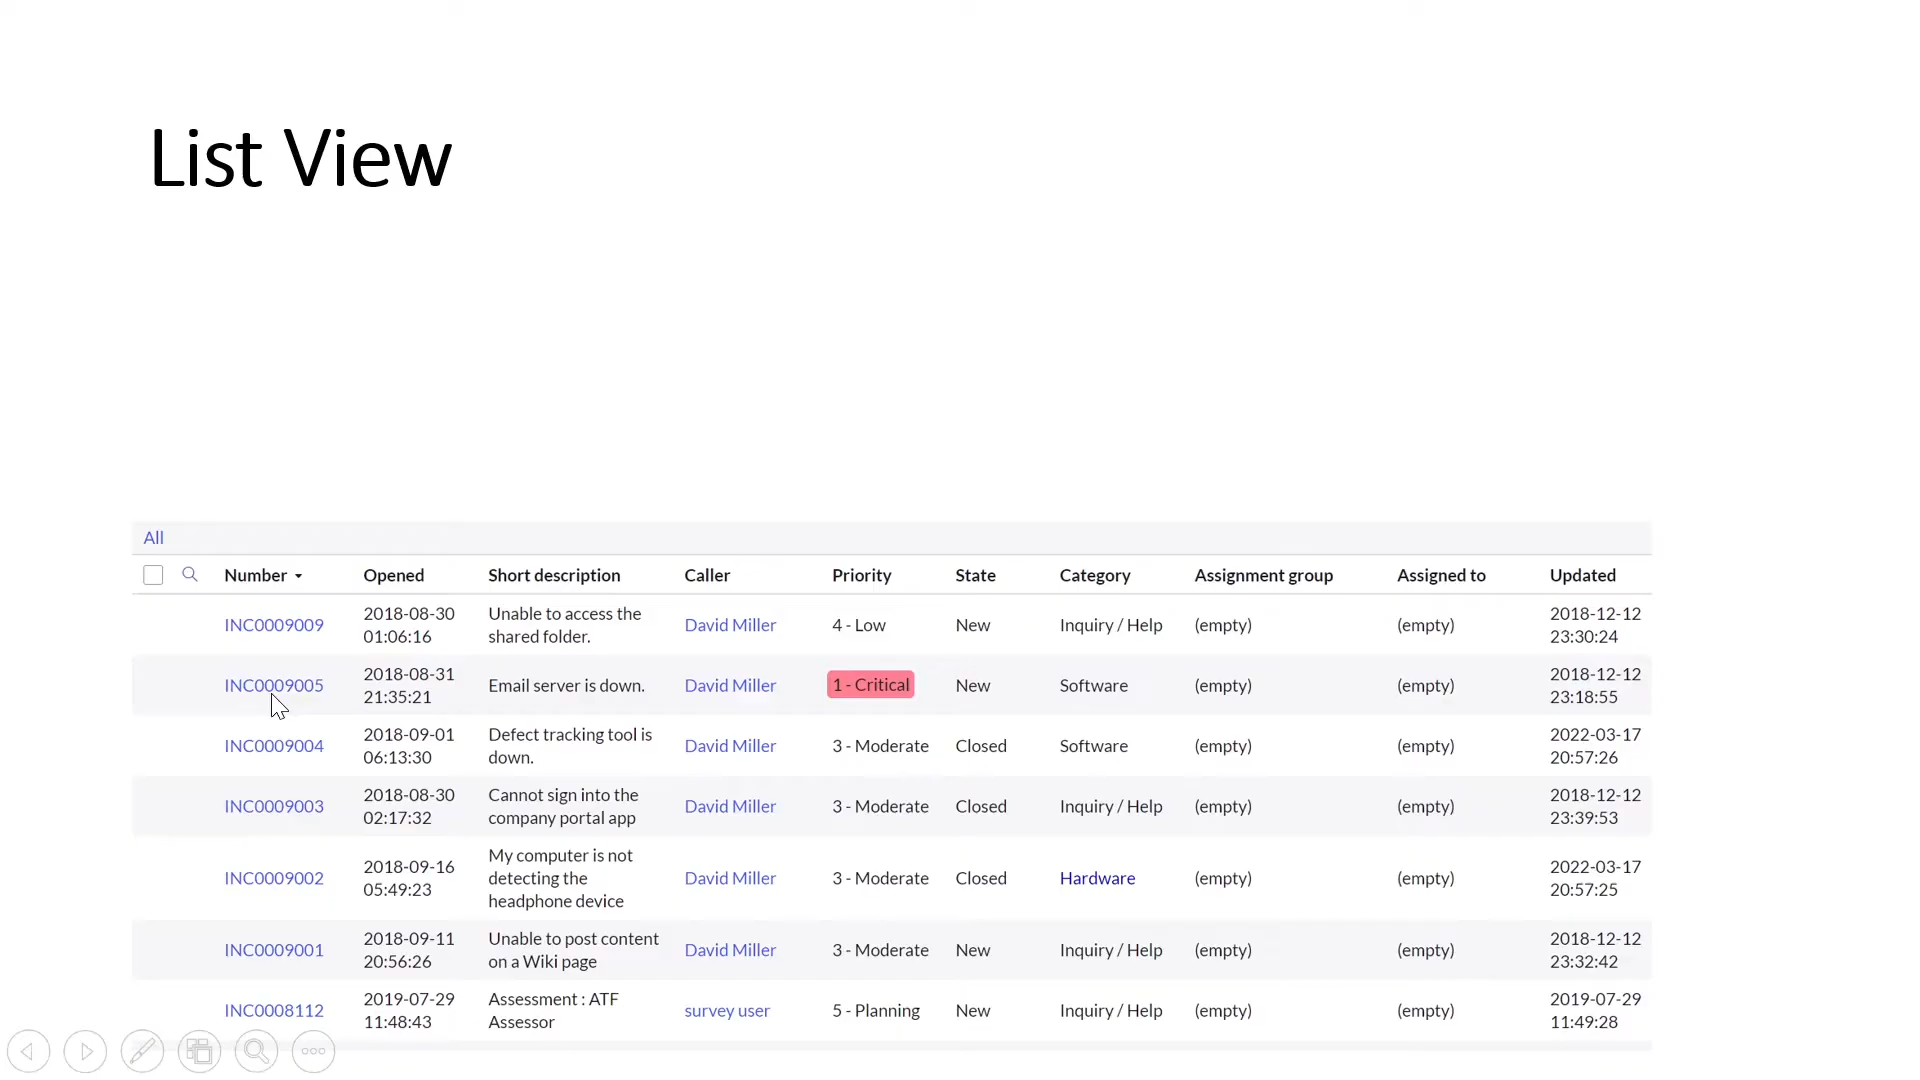 List View
All
Number Opened Short description Caller Priority State Category Assignment group Assigned to Updated
INC0009009 2018-08-30 01:06:16 Unable to access the shared folder. David Miller 4 - Low New Inquiry / Help (empty) (empty) 2018-12-12 23:30:24
INC0009005 2018-08-31 21:35:21 Email server is down. David Miller 1 - Critical New Software (empty) (empty) 2018-12-12 23:18:55
INC0009004 2018-09-01 06:13:30 Defect tracking tool is down. David Miller 3 - Moderate Closed Software (empty) (empty) 2022-03-17 20:57:26
INC0009003 2018-08-30 02:17:32 Cannot sign into the company portal app David Miller 3 - Moderate Closed Inquiry / Help (empty) (empty) 2018-12-12 23:39:53
INC0009002 2018-09-16 05:49:23 My computer is not detecting the headphone device David Miller 3 - Moderate Closed Hardware (empty) (empty) 2022-03-17 20:57:25
INC0009001 2018-09-11 20:56:26 Unable to post content on a Wiki page David Miller 3 - Moderate New Inquiry / Help (empty) (empty) 2018-12-12 23:32:42
INC0008112 2019-07-29 11:48:43 Assessment : ATF Assessor survey user 5 - Planning New Inquiry / Help (empty) (empty) 2019-07-29 11:49:28